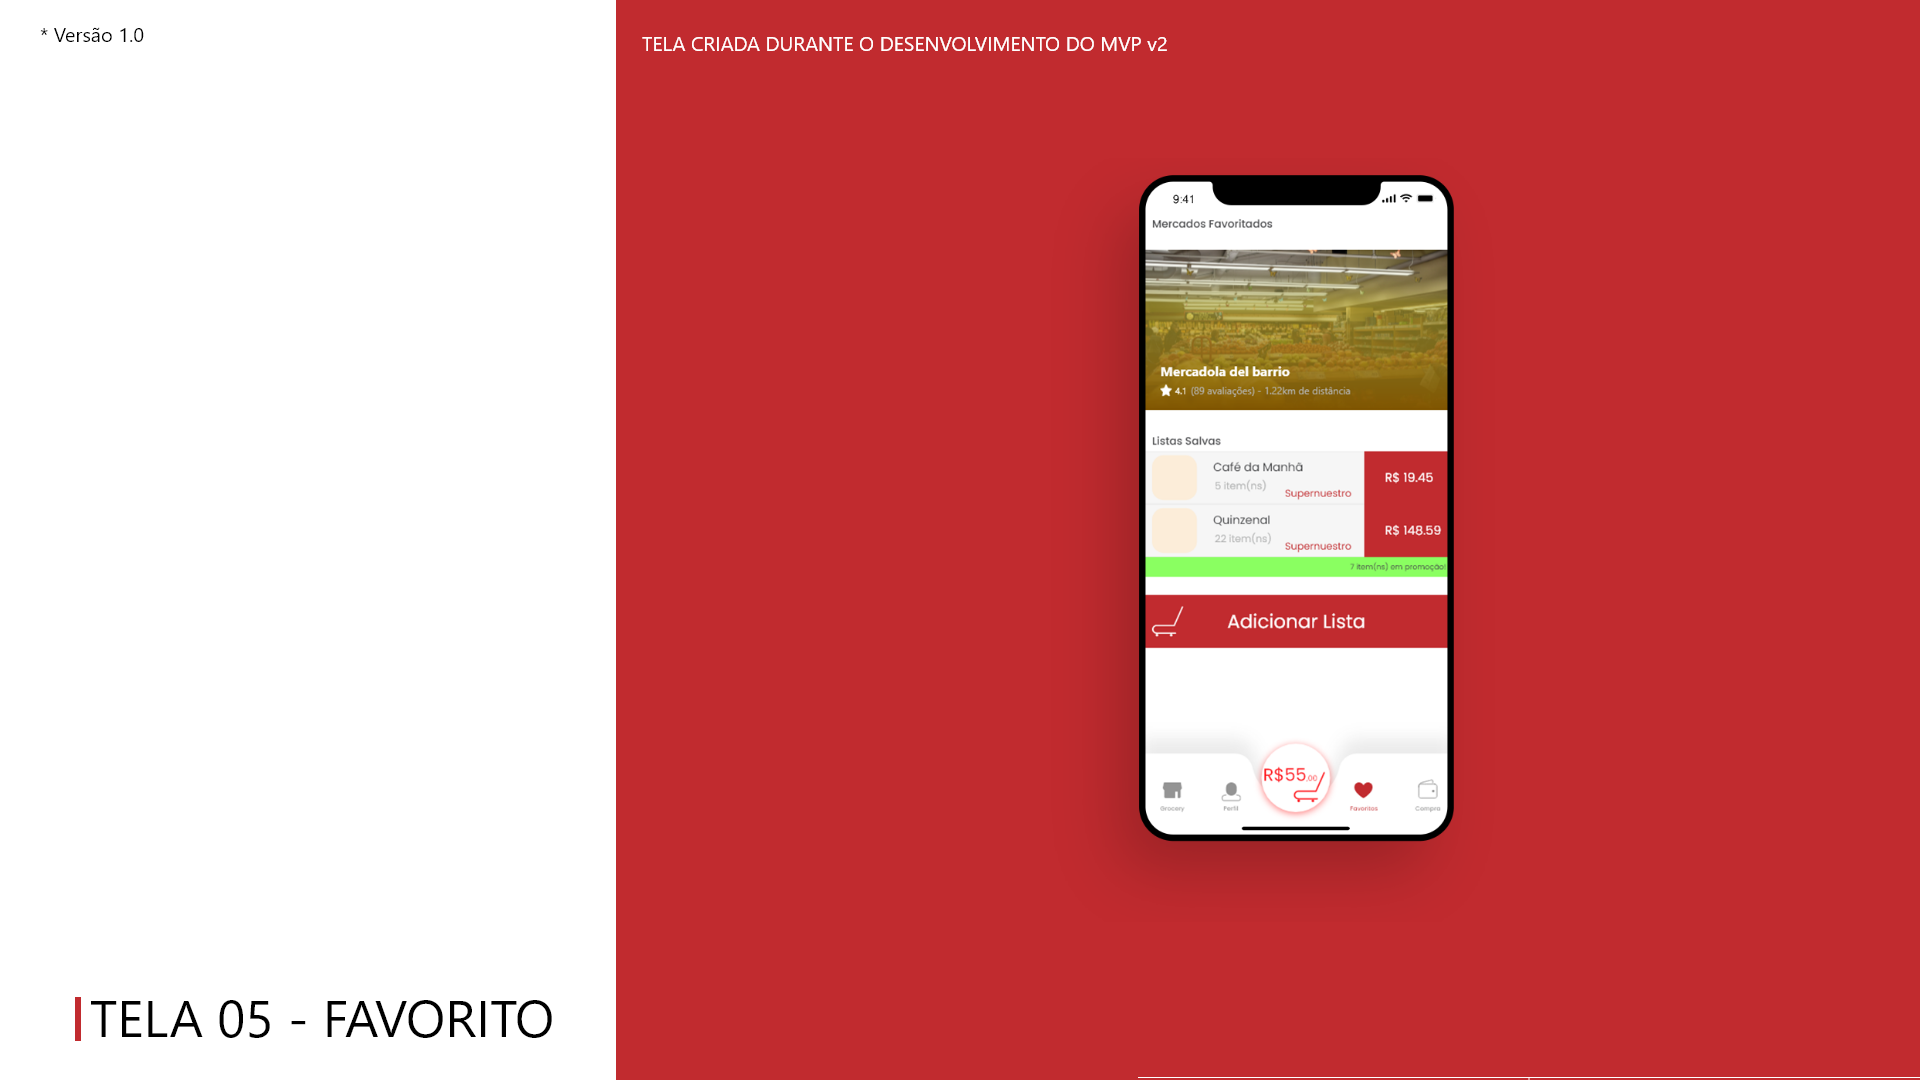 * Versão 1.0
TELA CRIADA DURANTE O DESENVOLVIMENTO DO MVP v2
9:41
Mercados Favoritados
Mercadola del barrio
4.1 (89 avaliações) - 1.22km de distância
Listas Salvas
Café da Manhã
5 item(ns)
Supernuestro
R$ 19.45
Quinzenal
22 item(ns)
Supernuestro
R$ 148.59
7 item(ns) em promoção!
Adicionar Lista
R$55,00
Grocery
Perfil
Favoritos
Compra
TELA 05 - FAVORITO